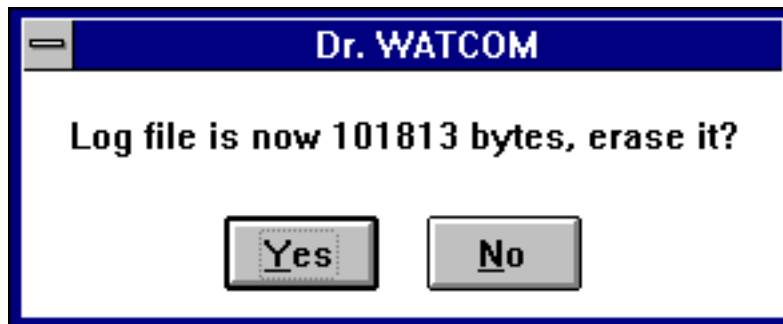 Dr. WATCOM
Log file is now 101813 bytes, erase it?
Yes No